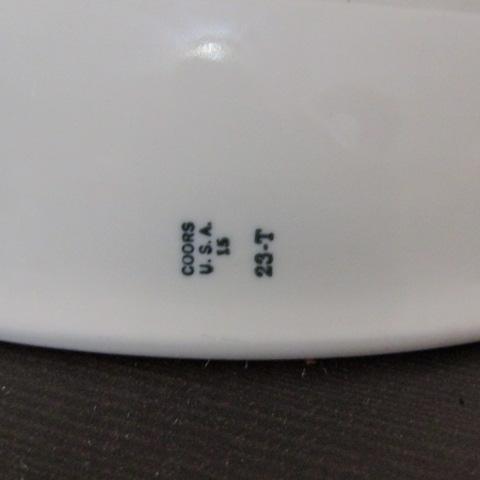 COORS
U. S. A.
15
23-T